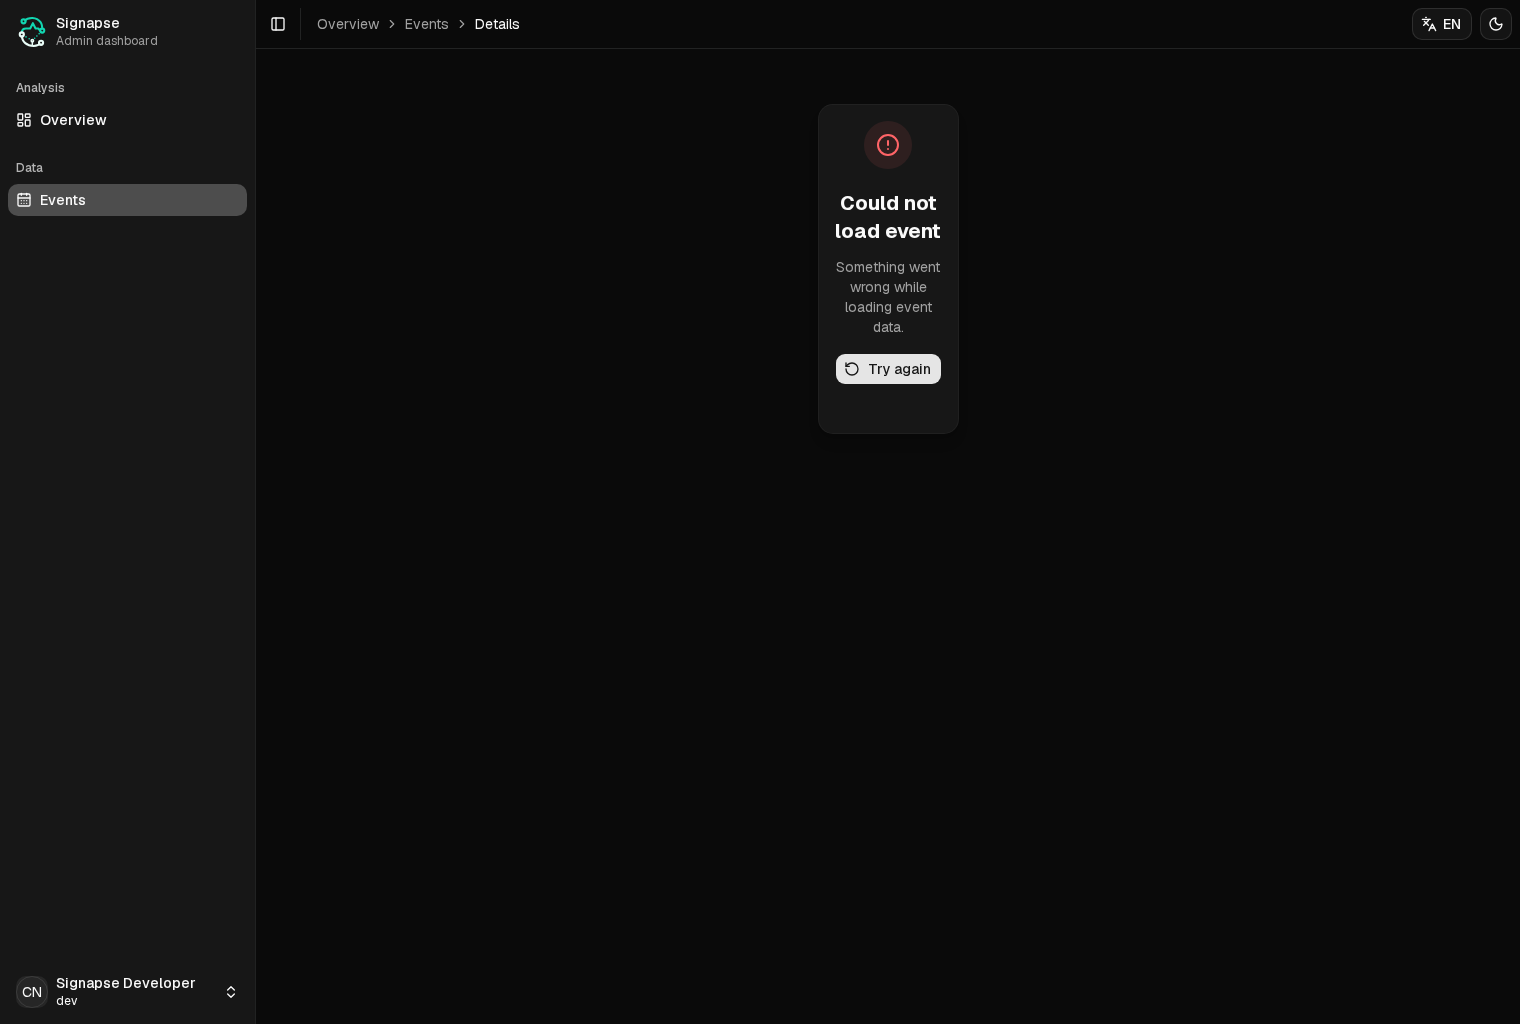 Signapse
Admin dashboard
Analysis
Overview
Data
Events
CN
Signapse Developer
dev
Overview > Events > Details
EN
Could not
load event
Something went
wrong while
loading event
data.
Try again